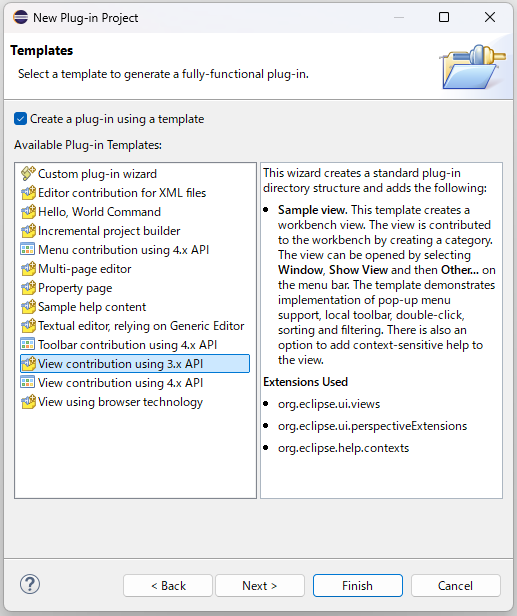 New Plug-in Project
Templates
Select a template to generate a fully-functional plug-in.
Create a plug-in using a template
Available Plug-in Templates:
Custom plug-in wizard
Editor contribution for XML files
Hello, World Command
Incremental project builder
Menu contribution using 4.x API
Multi-page editor
Property page
Sample help content
Textual editor, relying on Generic Editor
Toolbar contribution using 4.x API
View contribution using 3.x API
View contribution using 4.x API
View using browser technology
This wizard creates a standard plug-in
directory structure and adds the following:
• Sample view. This template creates a
workbench view. The view is contributed
to the workbench by creating a category.
The view can be opened by selecting
Window, Show View and then Other... on
the menu bar. The template demonstrates
implementation of pop-up menu
support, local toolbar, double-click,
sorting and filtering. There is also an
option to add context-sensitive help to
the view.
Extensions Used
• org.eclipse.ui.views
• org.eclipse.ui.perspectiveExtensions
• org.eclipse.help.contexts
?
< Back
Next >
Finish
Cancel